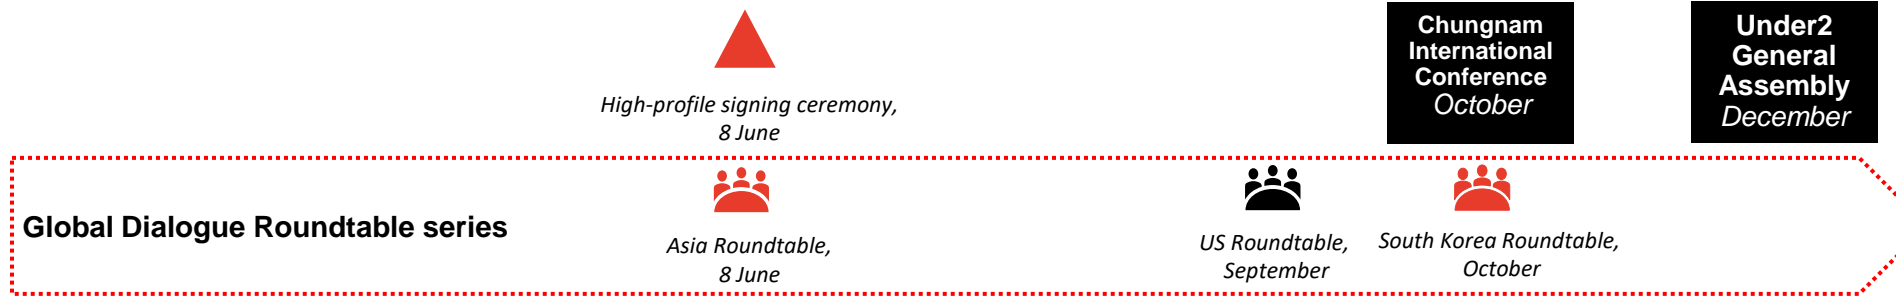 Chungnam
International
Conference
October
Under2
General
Assembly
December
High-profile signing ceremony,
8 June
Global Dialogue Roundtable series
Asia Roundtable,
8 June
US Roundtable,
September
South Korea Roundtable,
October